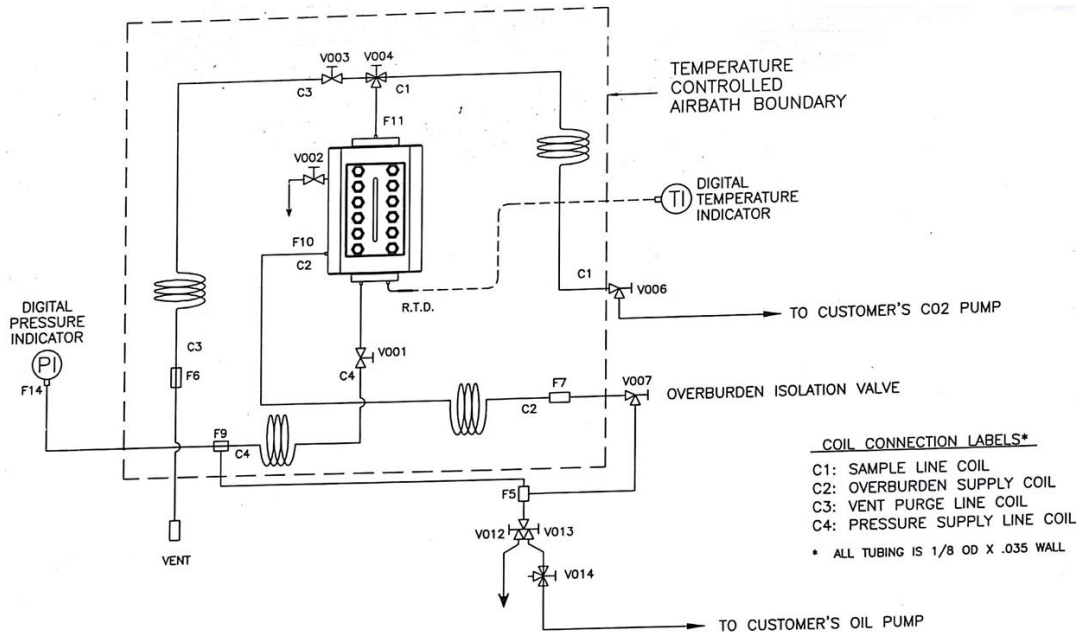 V003
V004
C3
C1
TEMPERATURE
CONTROLLED
AIRBATH BOUNDARY
F11
V002
DIGITAL
TEMPERATURE
INDICATOR
TI
F10
C2
R.T.D.
C1
V006
TO CUSTOMER'S CO2 PUMP
DIGITAL
PRESSURE
INDICATOR
PI
F14
C3
F6
V001
C4
F7
C2
V007
OVERBURDEN ISOLATION VALVE
F9
C4
COIL CONNECTION LABELS*
C1: SAMPLE LINE COIL
C2: OVERBURDEN SUPPLY COIL
C3: VENT PURGE LINE COIL
C4: PRESSURE SUPPLY LINE COIL
* ALL TUBING IS 1/8 OD X .035 WALL
F5
V012
V013
VENT
V014
TO CUSTOMER'S OIL PUMP